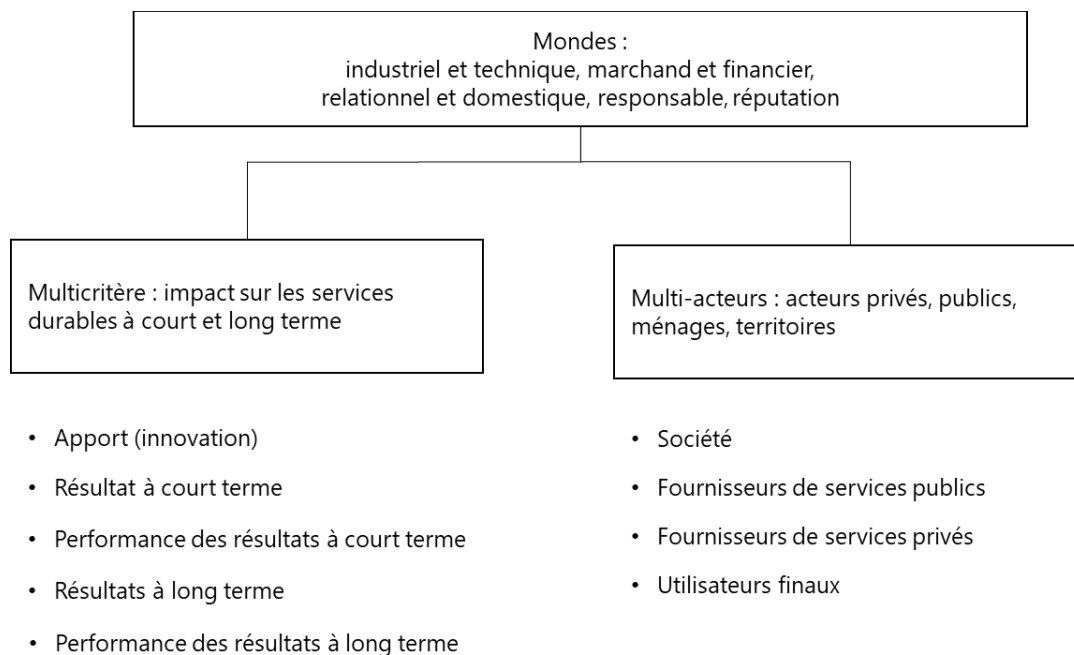 Mondes :
industriel et technique, marchand et financier,
relationnel et domestique, responsable, réputation
Multicritère : impact sur les services
durables à court et long terme
• Apport (innovation)
• Résultat à court terme
• Performance des résultats à court terme
• Résultats à long terme
• Performance des résultats à long terme
Multi-acteurs : acteurs privés, publics,
ménages, territoires
• Société
• Fournisseurs de services publics
• Fournisseurs de services privés
• Utilisateurs finaux